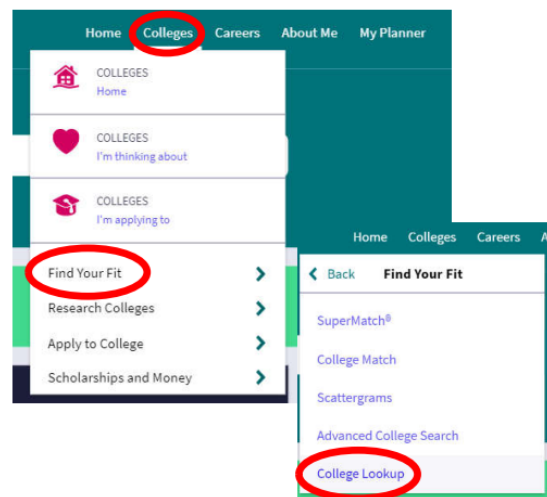 Home Colleges Careers About Me My Planner
COLLEGES
Home
COLLEGES
I'm thinking about
COLLEGES
I'm applying to
Find Your Fit
Research Colleges
Apply to College
Scholarships and Money
Home Colleges Careers A
Back Find Your Fit
SuperMatch®
College Match
Scattergrams
Advanced College Search
College Lookup